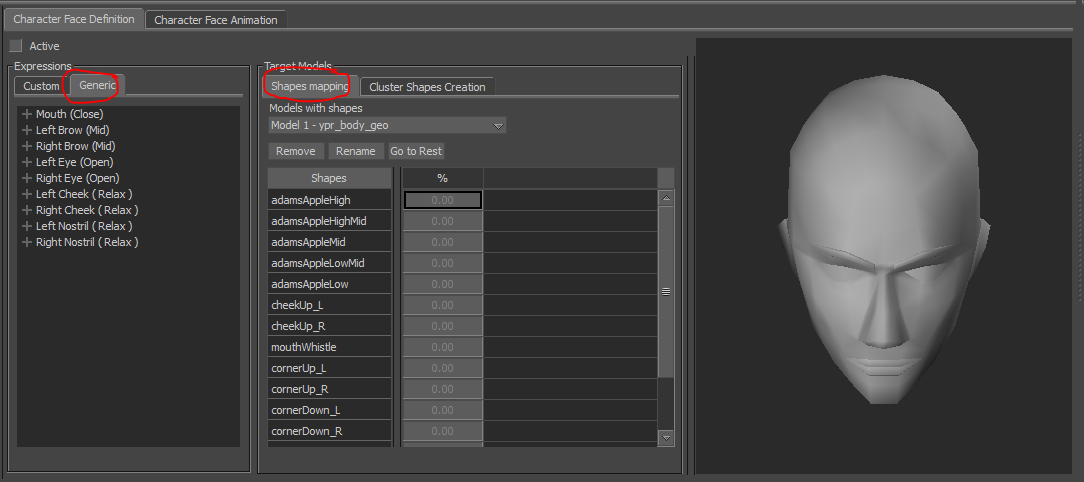 Character Face Definition Character Face Animation
Active
Expressions
Custom Generic
Mouth (Close)
Left Brow (Mid)
Right Brow (Mid)
Left Eye (Open)
Right Eye (Open)
Left Cheek ( Relax )
Right Cheek ( Relax )
Left Nostril ( Relax )
Right Nostril ( Relax )
Target Models
Shapes mapping Cluster Shapes Creation
Models with shapes
Model 1 - ypr_body_geo
Remove Rename Go to Rest
Shapes %
adamsAppleHigh 0.00
adamsAppleHighMid 0.00
adamsAppleMid 0.00
adamsAppleLowMid 0.00
adamsAppleLow 0.00
cheekUp_L 0.00
cheekUp_R 0.00
mouthWhistle 0.00
cornerUp_L 0.00
cornerUp_R 0.00
cornerDown_L 0.00
cornerDown_R 0.00